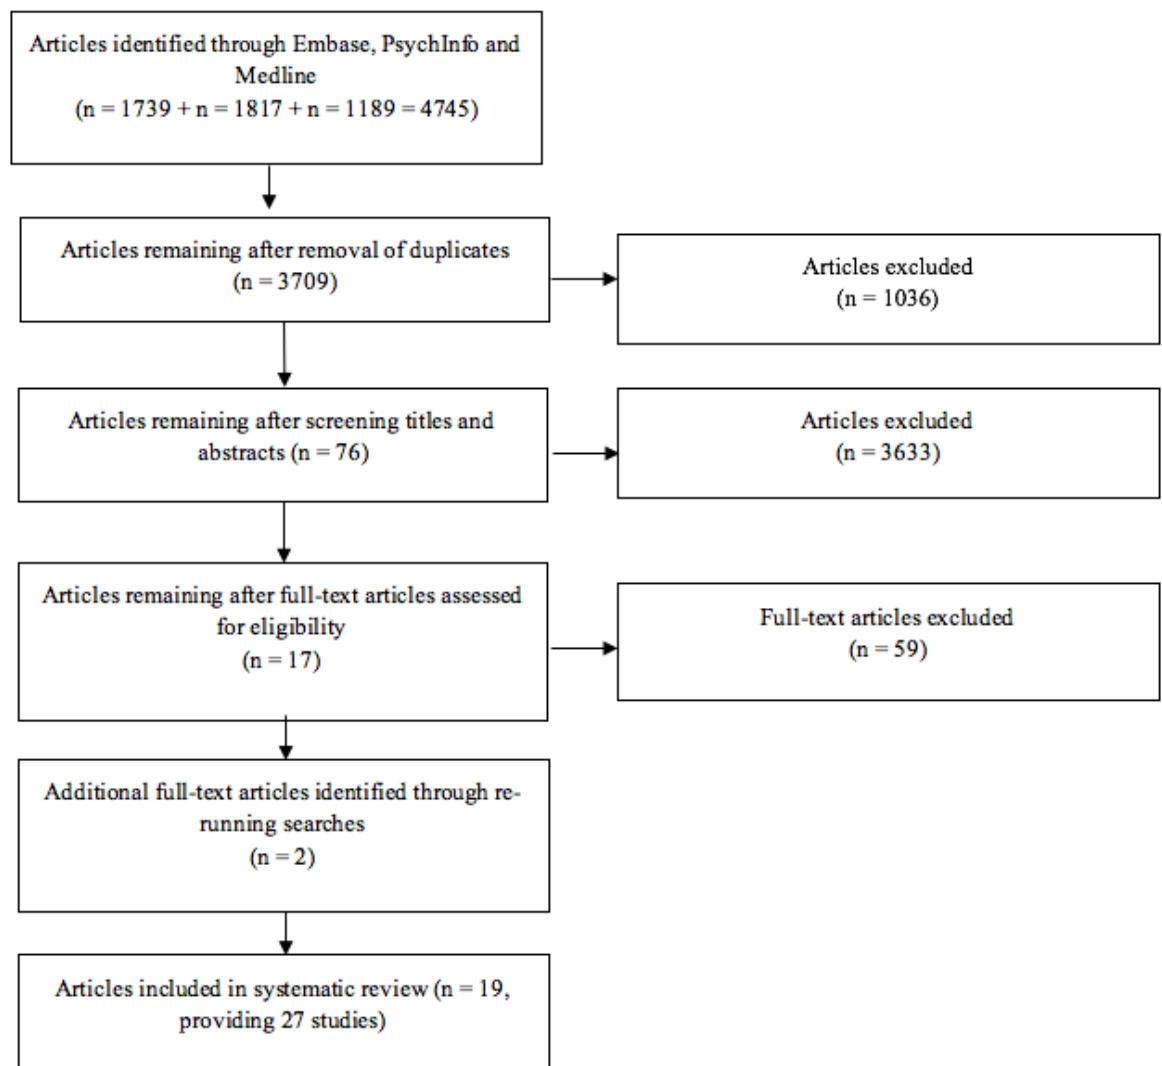 Articles identified through Embase, PsychInfo and
Medline
(n = 1739 + n = 1817 + n = 1189 = 4745)
Articles remaining after removal of duplicates
(n = 3709)
Articles excluded
(n = 1036)
Articles remaining after screening titles and
abstracts (n = 76)
Articles excluded
(n = 3633)
Articles remaining after full-text articles assessed
for eligibility
(n = 17)
Full-text articles excluded
(n = 59)
Additional full-text articles identified through re-
running searches
(n = 2)
Articles included in systematic review (n = 19,
providing 27 studies)